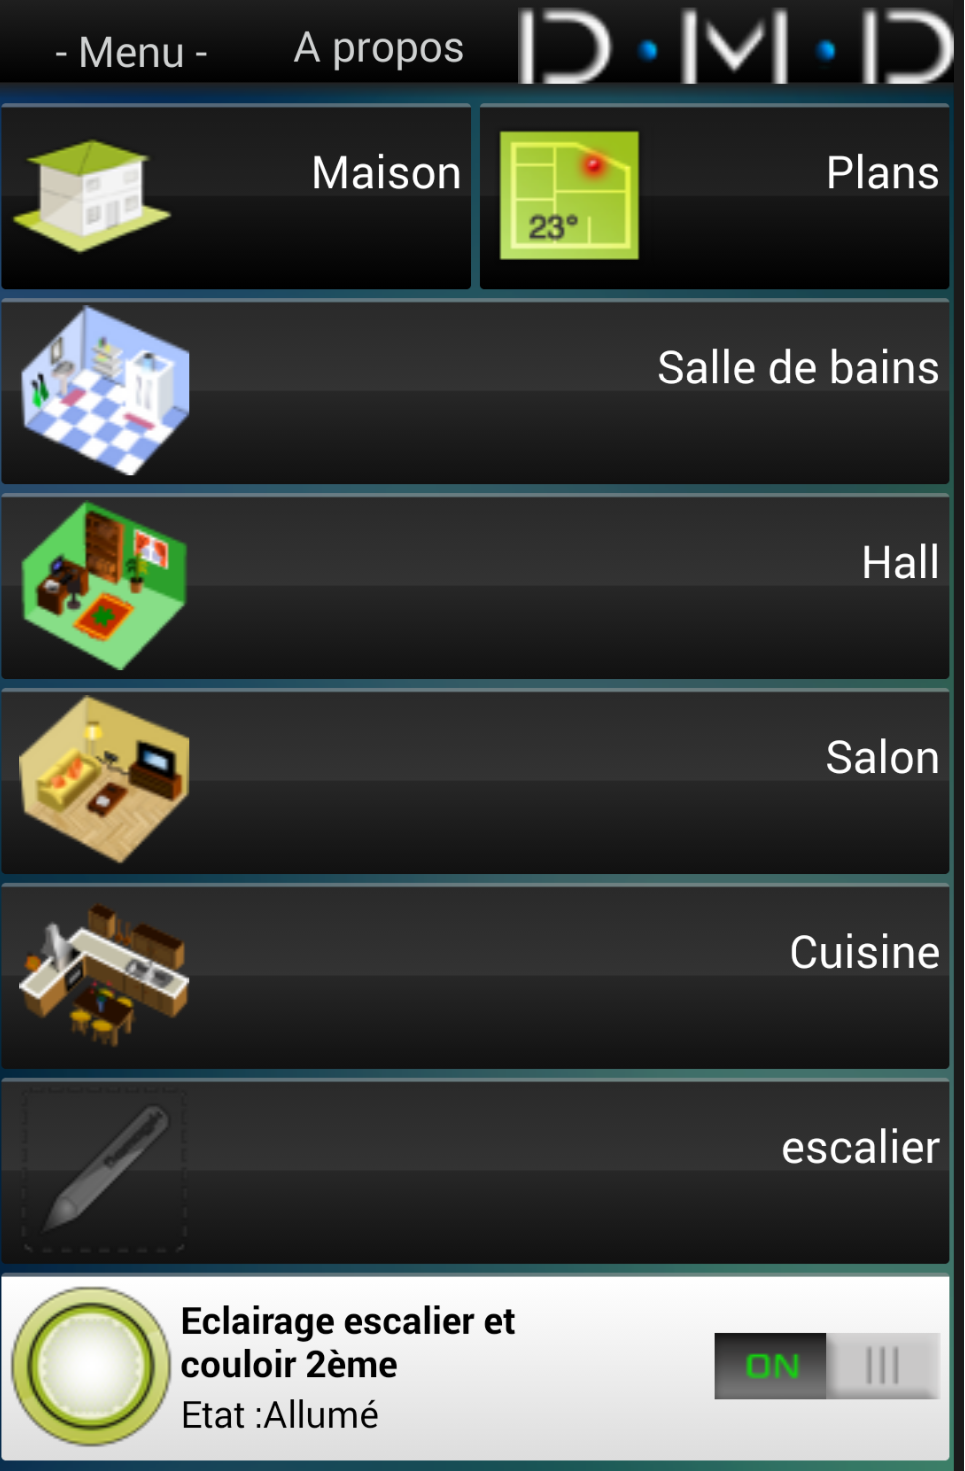 - Menu -
A propos
D•M•D
Maison
Plans
23°
Salle de bains
Hall
Salon
Cuisine
escalier
Eclairage escalier et
couloir 2ème
Etat :Allumé
ON